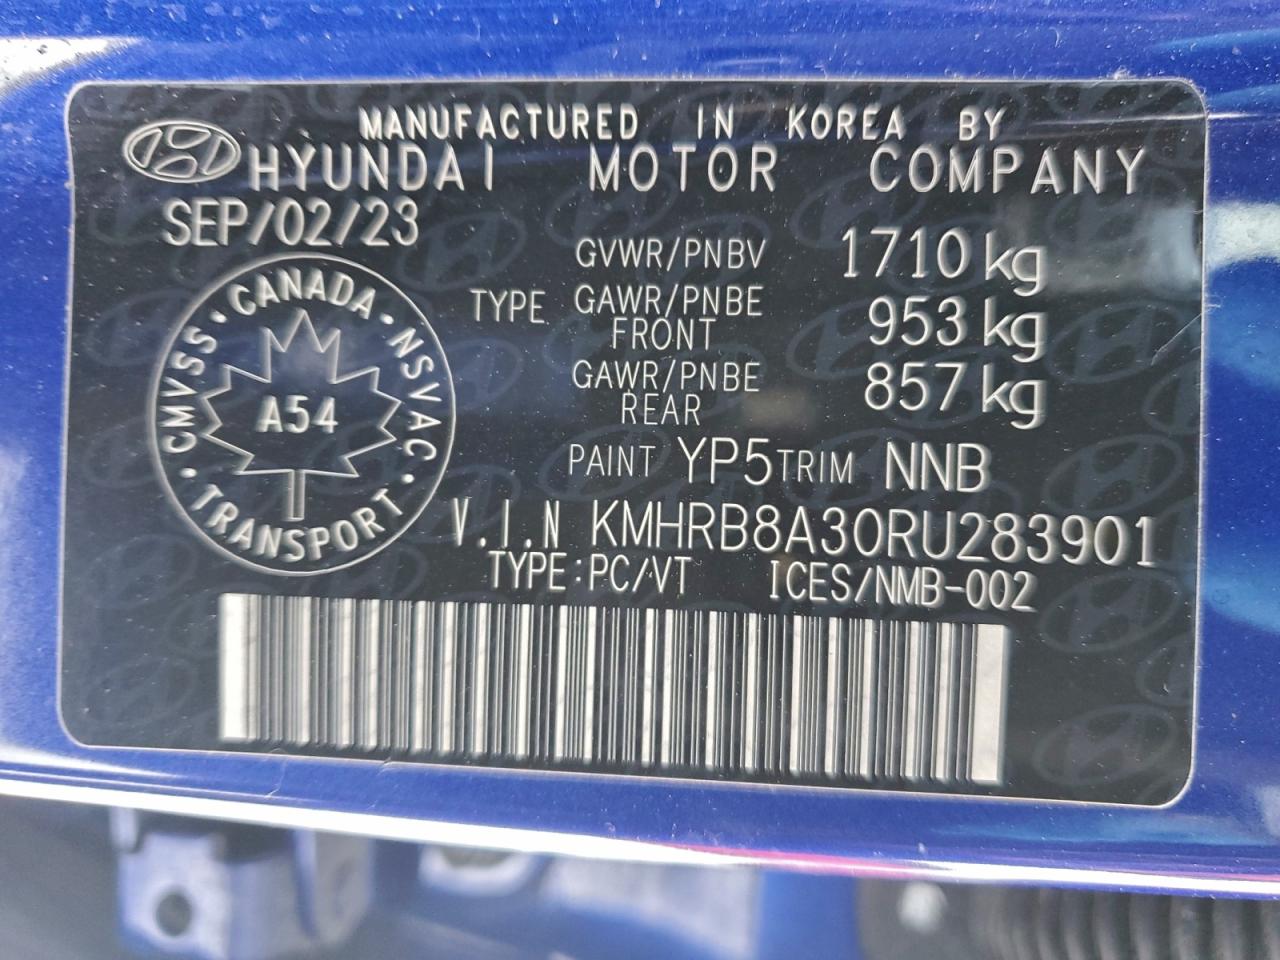 MANUFACTURED IN KOREA BY
HYUNDAI MOTOR COMPANY
SEP/02/23
GVWR/PNBV 1710 kg
TYPE GAWR/PNBE FRONT 953 kg
GAWR/PNBE REAR 857 kg
PAINT YP5 TRIM NNB
V.I.N KMHRB8A30RU283901
TYPE:PC/VT ICES/NMB-002
CANADA · NSVAC · TRANSPORT · CMVSS ·
A54